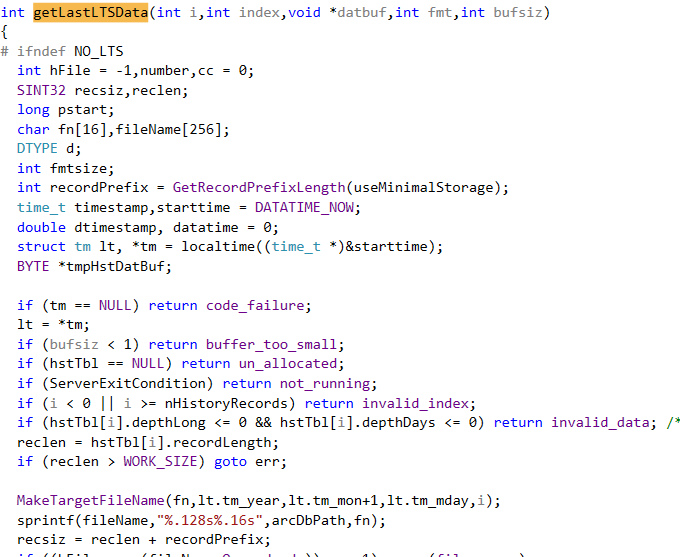 int getLastLTSData(int i,int index,void *datbuf,int fmt,int bufsiz)
{
# ifndef NO_LTS
int hFile = -1,number,cc = 0;
SINT32 recsiz,reclen;
long pstart;
char fn[16],fileName[256];
DTYPE d;
int fmtsize;
int recordPrefix = GetRecordPrefixLength(useMinimalStorage);
time_t timestamp,starttime = DATATIME_NOW;
double dtimestamp, datatime = 0;
struct tm lt, *tm = localtime((time_t *)&starttime);
BYTE *tmpHstDatBuf;
if (tm == NULL) return code_failure;
lt = *tm;
if (bufsiz < 1) return buffer_too_small;
if (hstTbl == NULL) return un_allocated;
if (ServerExitCondition) return not_running;
if (i < 0 || i >= nHistoryRecords) return invalid_index;
if (hstTbl[i].depthLong <= 0 && hstTbl[i].depthDays <= 0) return invalid_data; /*
reclen = hstTbl[i].recordLength;
if (reclen > WORK_SIZE) goto err;
MakeTargetFileName(fn,lt.tm_year,lt.tm_mon+1,lt.tm_mday,i);
sprintf(fileName,"%.128s%.16s",arcDbPath,fn);
recsiz = reclen + recordPrefix;